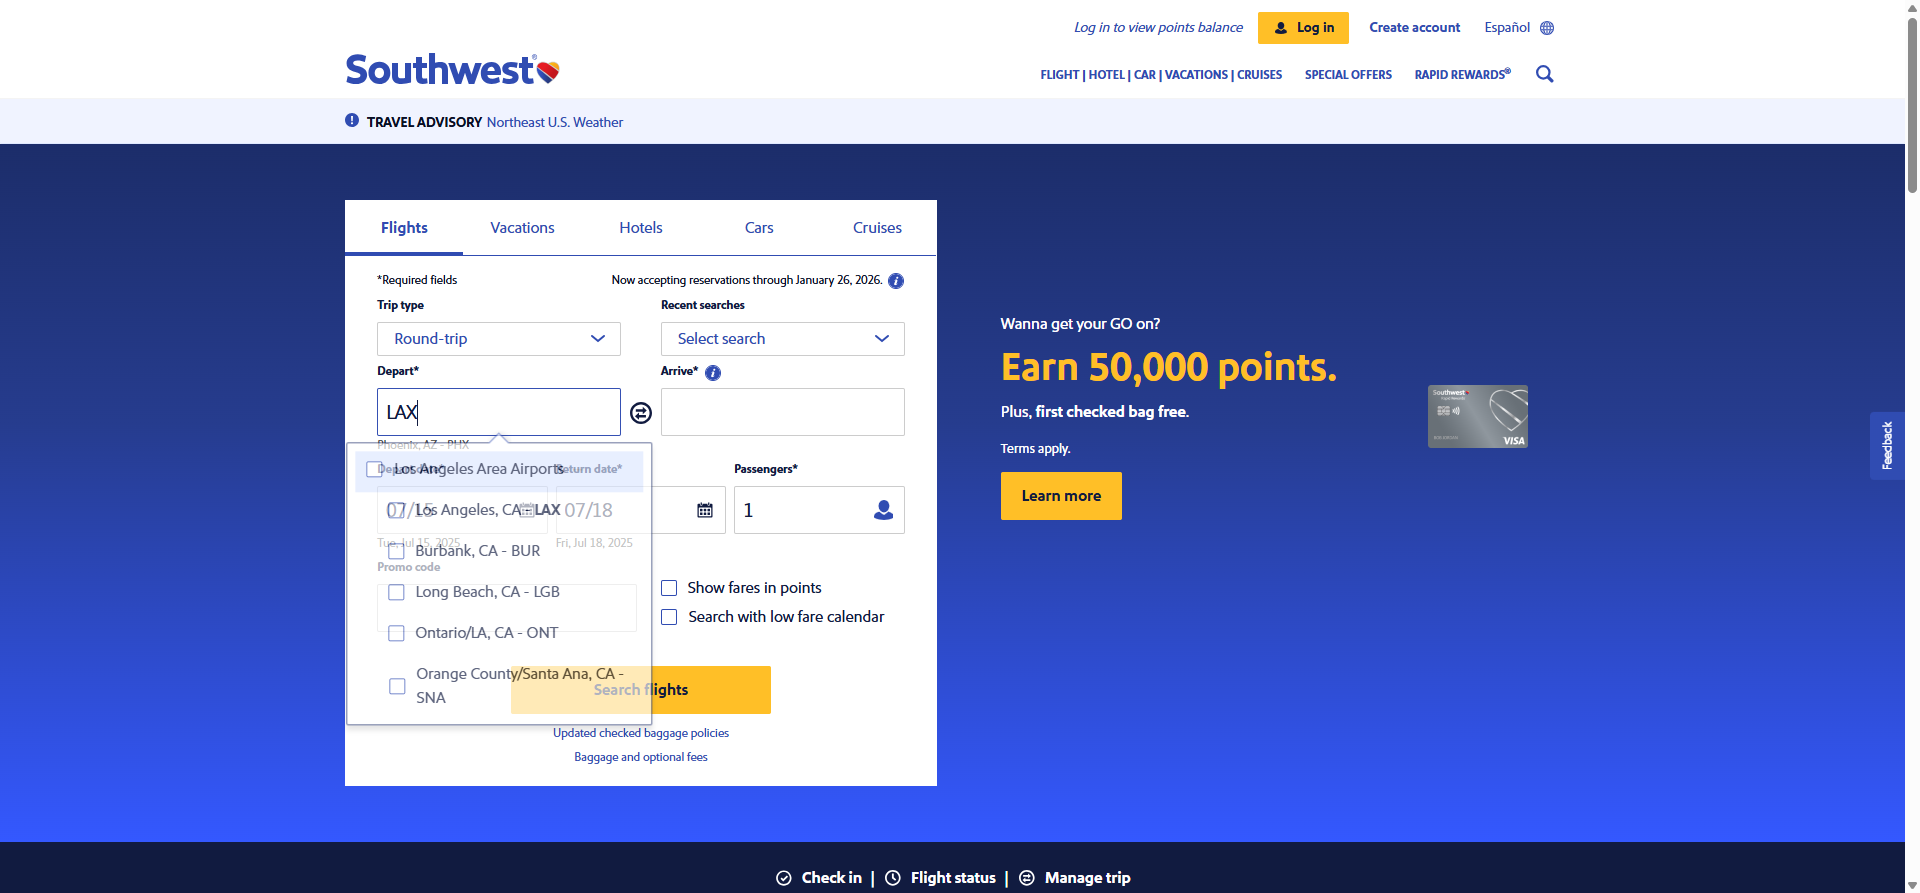 Log in to view points balance
Log in
Create account
Español
Southwest®
FLIGHT | HOTEL | CAR | VACATIONS | CRUISES
SPECIAL OFFERS
RAPID REWARDS®
TRAVEL ADVISORY Northeast U.S. Weather
Flights
Vacations
Hotels
Cars
Cruises
*Required fields
Now accepting reservations through January 26, 2026.
Trip type
Recent searches
Round-trip
Select search
Depart*
Arrive*
LAX
Phoenix, AZ - PHX
Depart date*
Return date*
Passengers*
Los Angeles Area Airports
07/15
07/18
1
Los Angeles, CA - LAX
Tue, Jul 15, 2025
Fri, Jul 18, 2025
Burbank, CA - BUR
Promo code
Long Beach, CA - LGB
Ontario/LA, CA - ONT
Orange County/Santa Ana, CA -
SNA
Show fares in points
Search with low fare calendar
Search flights
Updated checked baggage policies
Baggage and optional fees
Wanna get your GO on?
Earn 50,000 points.
Plus, first checked bag free.
Terms apply.
Learn more
Southwest
VISA
Feedback
Check in |
Flight status |
Manage trip